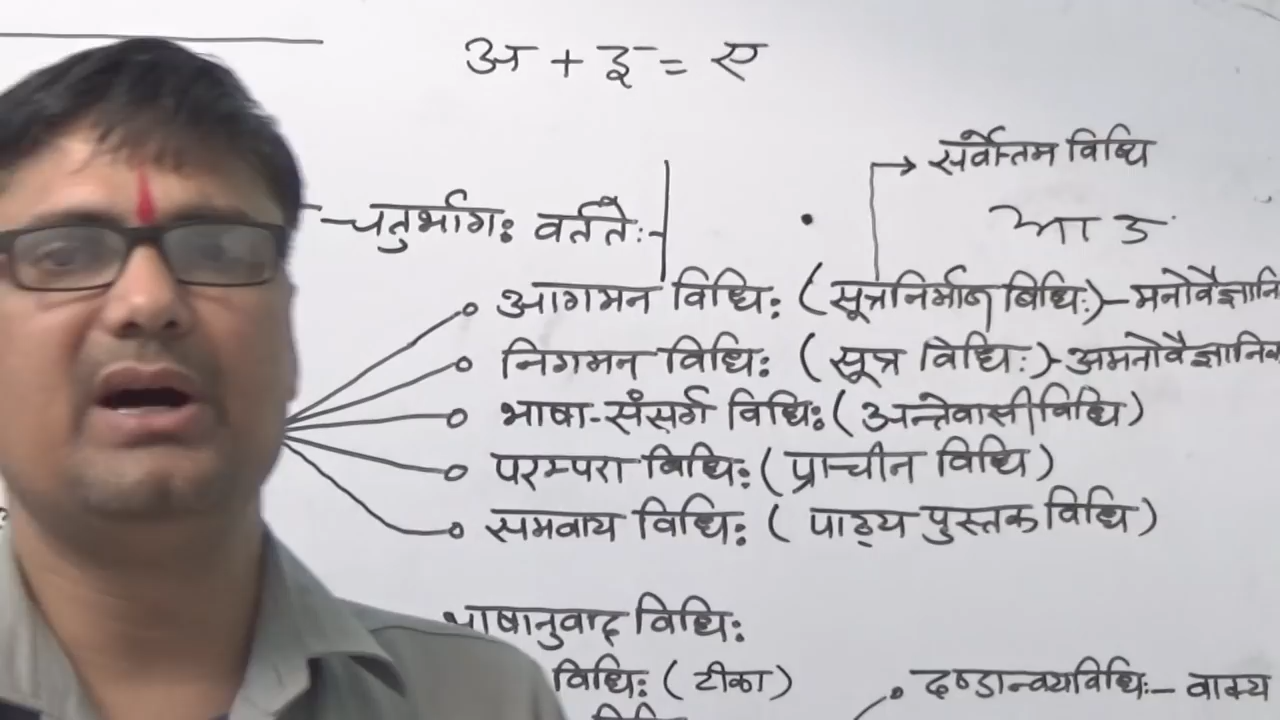 अ + इ = ए
सर्वोत्तम विधि
चतुर्भागः वर्तते:-
आ उ
आगमन विधिः (सूत्रनिर्माण विधिः)-मनोवैज्ञानि
निगमन विधिः (सूत्र विधिः)-अमनोवैज्ञानिक
भाषा-संसर्ग विधिः (अन्तेवासी विधि)
परम्परा विधिः (प्राचीन विधि)
समवाय विधिः (पाठ्य पुस्तक विधि)
भाषानुवाद विधिः
विधिः (टीका)
दण्डान्वयविधिः- वाक्य